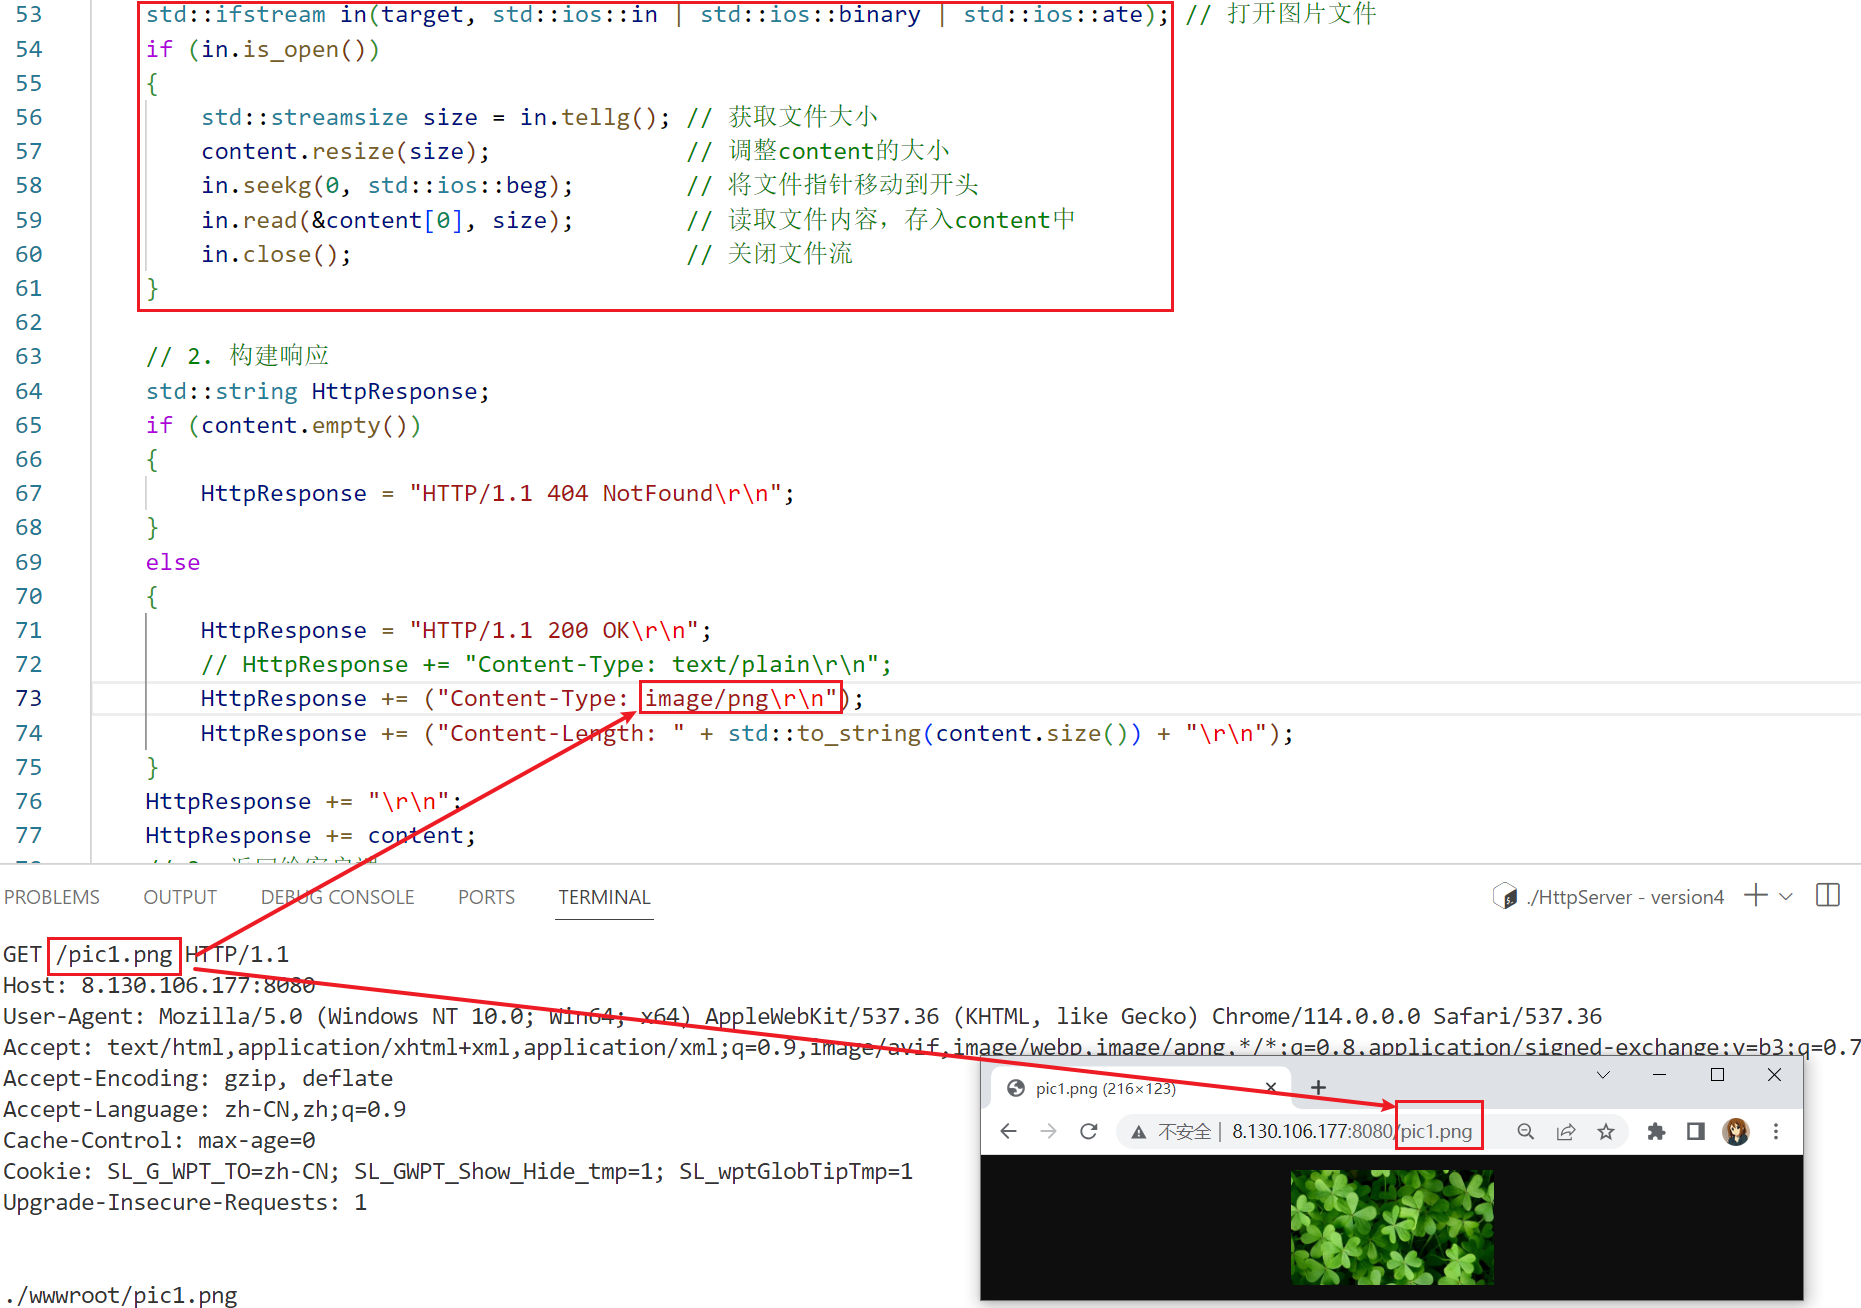 53 std::ifstream in(target, std::ios::in | std::ios::binary | std::ios::ate); // 打开图片文件
54 if (in.is_open())
55 {
56 std::streamsize size = in.tellg(); // 获取文件大小
57 content.resize(size); // 调整content的大小
58 in.seekg(0, std::ios::beg); // 将文件指针移动到开头
59 in.read(&content[0], size); // 读取文件内容，存入content中
60 in.close(); // 关闭文件流
61 }
62
63 // 2. 构建响应
64 std::string HttpResponse;
65 if (content.empty())
66 {
67 HttpResponse = "HTTP/1.1 404 NotFound\r\n";
68 }
69 else
70 {
71 HttpResponse = "HTTP/1.1 200 OK\r\n";
72 // HttpResponse += "Content-Type: text/plain\r\n";
73 HttpResponse += ("Content-Type: image/png\r\n");
74 HttpResponse += ("Content-Length: " + std::to_string(content.size()) + "\r\n");
75 }
76 HttpResponse += "\r\n";
77 HttpResponse += content;
PROBLEMS OUTPUT DEBUG CONSOLE PORTS TERMINAL ./HttpServer - version4
GET /pic1.png HTTP/1.1
Host: 8.130.106.177:8080
User-Agent: Mozilla/5.0 (Windows NT 10.0; Win64; x64) AppleWebKit/537.36 (KHTML, like Gecko) Chrome/114.0.0.0 Safari/537.36
Accept: text/html,application/xhtml+xml,application/xml;q=0.9,image/avif,image/webp,image/apng,*/*;q=0.8,application/signed-exchange;v=b3;q=0.7
Accept-Encoding: gzip, deflate
Accept-Language: zh-CN,zh;q=0.9
Cache-Control: max-age=0
Cookie: SL_G_WPT_TO=zh-CN; SL_GWPT_Show_Hide_tmp=1; SL_wptGlobTipTmp=1
Upgrade-Insecure-Requests: 1
./wwwroot/pic1.png
pic1.png (216×123)
不安全 | 8.130.106.177:8080/pic1.png